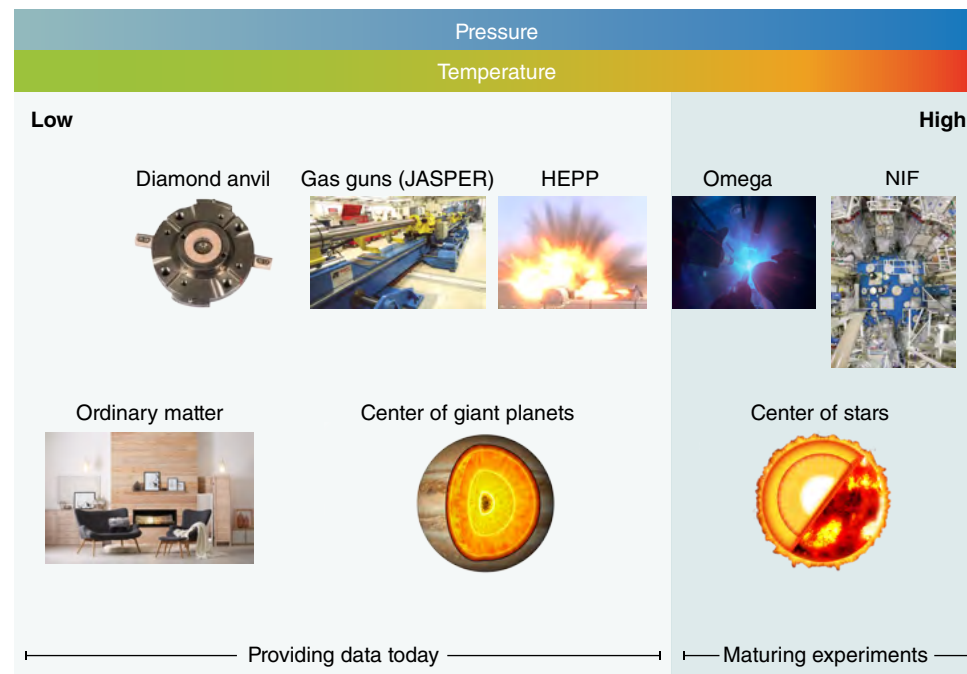 Pressure
Temperature
Low
High
Diamond anvil
Gas guns (JASPER)
HEPP
Omega
NIF
Ordinary matter
Center of giant planets
Center of stars
Providing data today
Maturing experiments